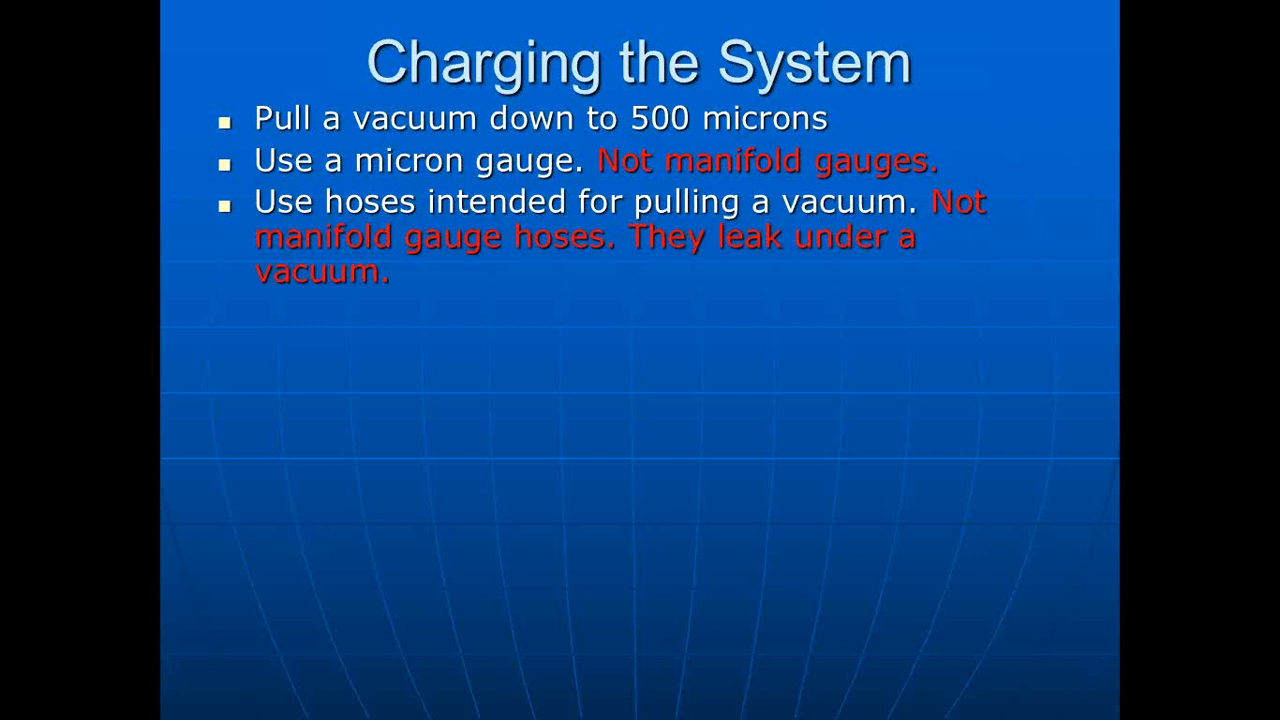 Charging the System
Pull a vacuum down to 500 microns
Use a micron gauge. Not manifold gauges.
Use hoses intended for pulling a vacuum. Not
manifold gauge hoses. They leak under a
vacuum.